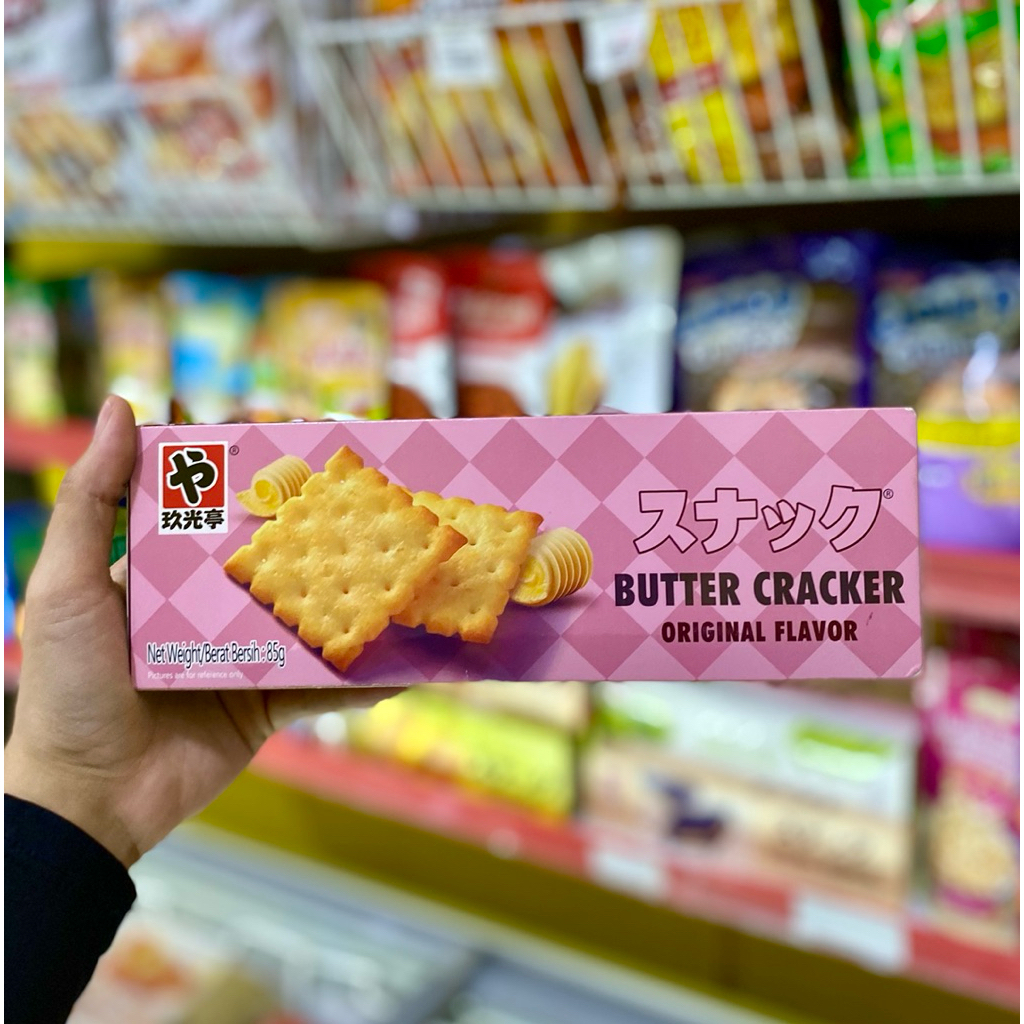 や®
玖光亭
スナック®
BUTTER CRACKER
ORIGINAL FLAVOR
Net Weight/Berat Bersih : 85g
Pictures are for reference only